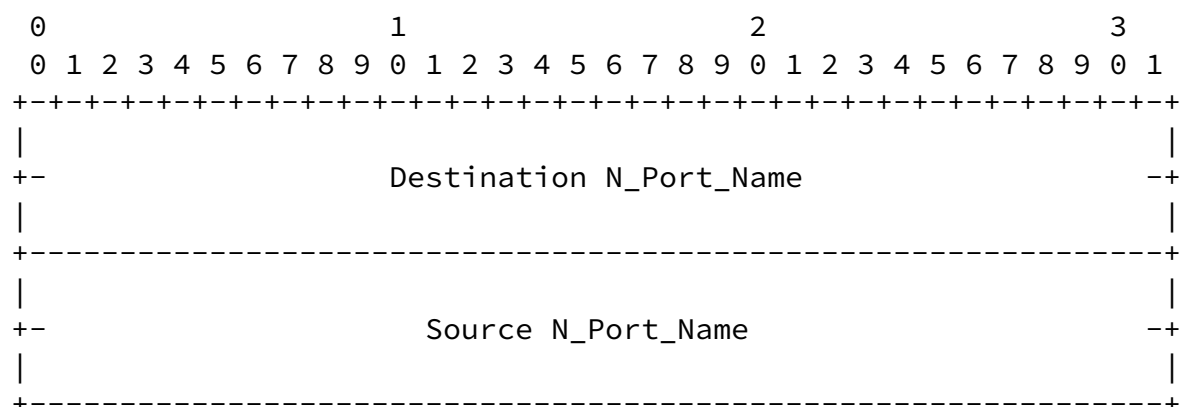 0                   1                   2                   3
 0 1 2 3 4 5 6 7 8 9 0 1 2 3 4 5 6 7 8 9 0 1 2 3 4 5 6 7 8 9 0 1
+-+-+-+-+-+-+-+-+-+-+-+-+-+-+-+-+-+-+-+-+-+-+-+-+-+-+-+-+-+-+-+-+
|                                                               |
+-                   Destination N_Port_Name                   -+
|                                                               |
+---------------------------------------------------------------+
|                                                               |
+-                     Source N_Port_Name                      -+
|                                                               |
+---------------------------------------------------------------+